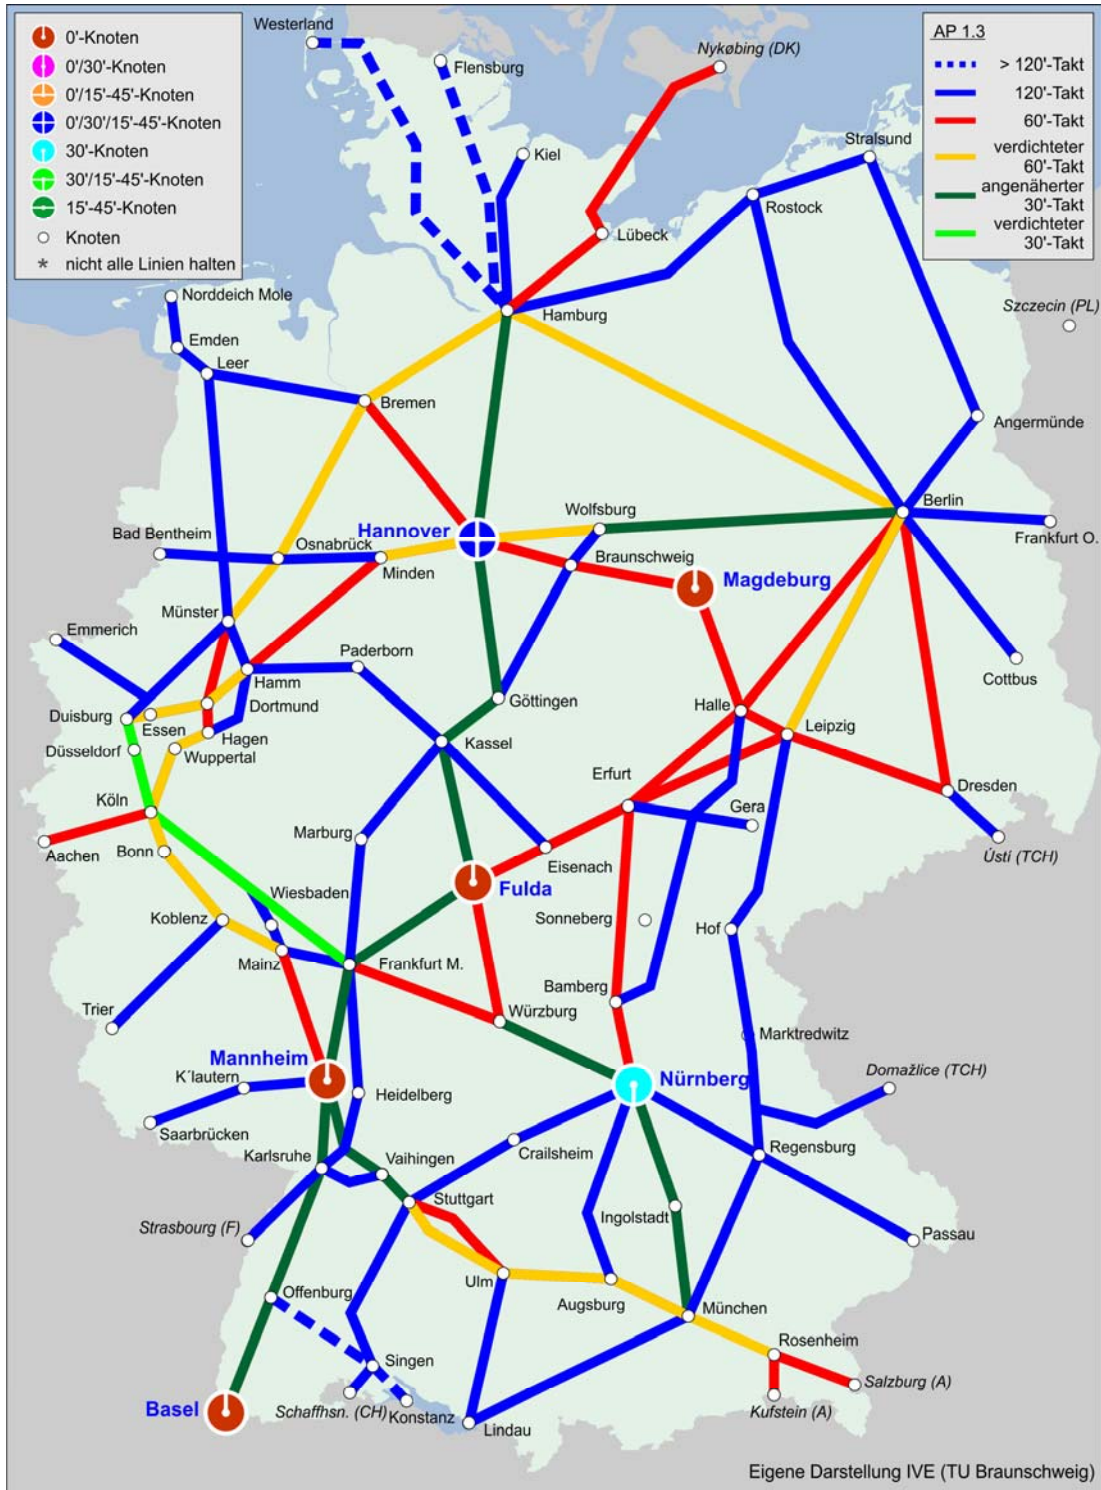 0'-Knoten
0'/30'-Knoten
0'/15'-45'-Knoten
0'/30'/15'-45'-Knoten
30'-Knoten
30'/15'-45'-Knoten
15'-45'-Knoten
Knoten
* nicht alle Linien halten
AP 1.3
> 120'-Takt
120'-Takt
60'-Takt
verdichteter
60'-Takt
angenäherter
30'-Takt
verdichteter
30'-Takt
Westerland
Flensburg
Nykøbing (DK)
Kiel
Stralsund
Rostock
Lübeck
Norddeich Mole
Hamburg
Szczecin (PL)
Emden
Leer
Bremen
Angermünde
Berlin
Wolfsburg
Hannover
Bad Bentheim
Osnabrück
Frankfurt O.
Braunschweig
Minden
Magdeburg
Münster
Emmerich
Paderborn
Cottbus
Hamm
Göttingen
Halle
Dortmund
Duisburg
Essen
Leipzig
Hagen
Kassel
Düsseldorf
Wuppertal
Erfurt
Dresden
Köln
Gera
Marburg
Aachen
Bonn
Eisenach
Ústí (TCH)
Wiesbaden
Fulda
Koblenz
Sonneberg
Hof
Mainz
Frankfurt M.
Bamberg
Trier
Würzburg
Marktredwitz
Mannheim
Domažlice (TCH)
K´lautern
Nürnberg
Heidelberg
Saarbrücken
Crailsheim
Regensburg
Karlsruhe
Vaihingen
Stuttgart
Ingolstadt
Strasbourg (F)
Passau
Ulm
Offenburg
Augsburg
München
Rosenheim
Singen
Salzburg (A)
Basel
Schaffhsn. (CH)
Konstanz
Kufstein (A)
Lindau
Eigene Darstellung IVE (TU Braunschweig)